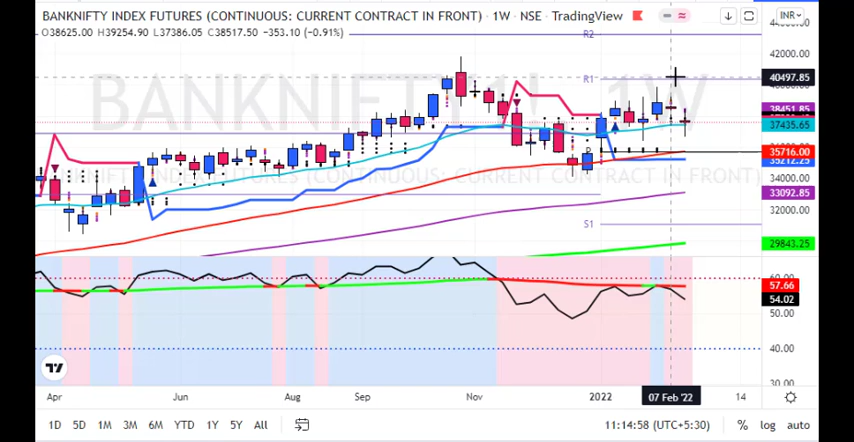 BANKNIFTY INDEX FUTURES (CONTINUOUS: CURRENT CONTRACT IN FRONT) · 1W · NSE · TradingView
O38625.00 H39254.90 L37386.05 C38517.50 -353.10 (-0.91%)
INR
R2
42000.00
R1
40497.85
38451.85
37435.65
P
35716.00
35212.25
34000.00
33092.85
32000.00
S1
29843.25
60.00
57.66
54.02
50.00
40.00
30.00
Apr Jun Aug Sep Nov 2022 07 Feb '22 14
1D 5D 1M 3M 6M YTD 1Y 5Y All 11:14:58 (UTC+5:30) % log auto